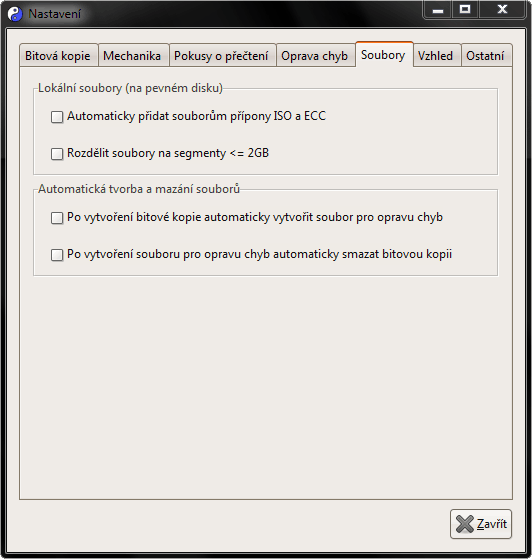 Nastavení
Bitová kopie Mechanika Pokusy o přečtení Oprava chyb Soubory Vzhled Ostatní
Lokální soubory (na pevném disku)
Automaticky přidat souborům přípony ISO a ECC
Rozdělit soubory na segmenty <= 2GB
Automatická tvorba a mazání souborů
Po vytvoření bitové kopie automaticky vytvořit soubor pro opravu chyb
Po vytvoření souboru pro opravu chyb automaticky smazat bitovou kopii
Zavřít